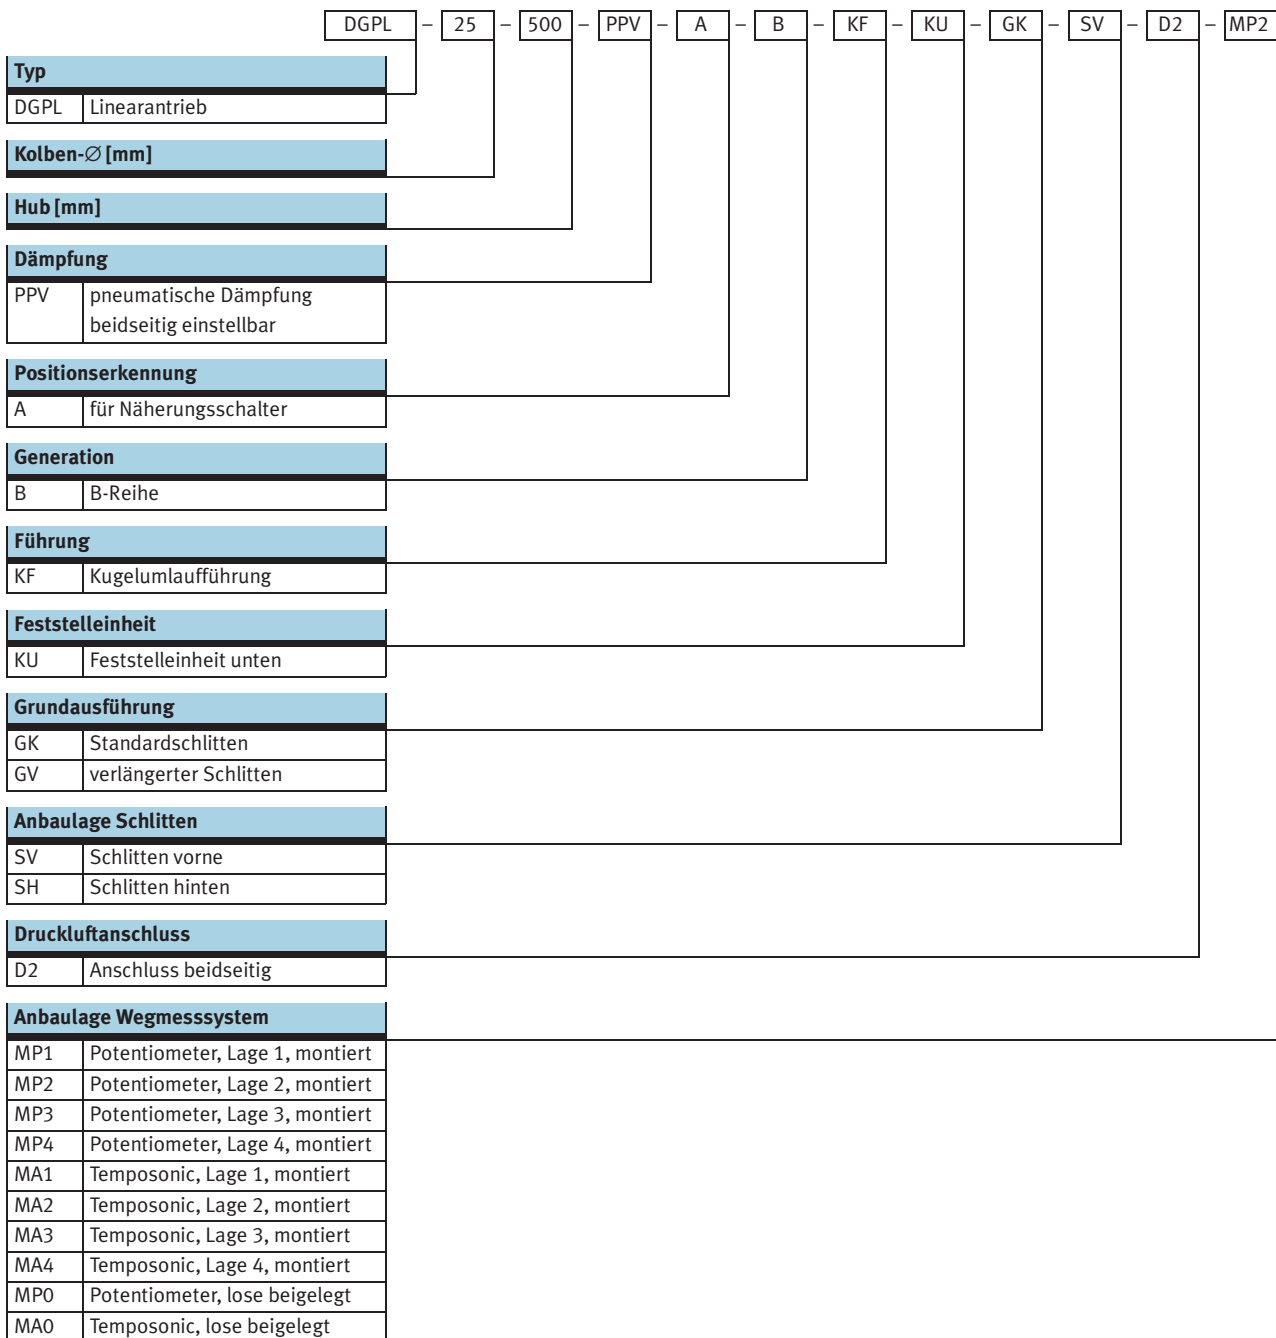 DGPL – 25 – 500 – PPV – A – B – KF – KU – GK – SV – D2 – MP2
Typ
DGPL Linearantrieb
Kolben-∅ [mm]
Hub [mm]
Dämpfung
PPV pneumatische Dämpfung
beidseitig einstellbar
Positionserkennung
A für Näherungsschalter
Generation
B B-Reihe
Führung
KF Kugelumlaufführung
Feststelleinheit
KU Feststelleinheit unten
Grundausführung
GK Standardschlitten
GV verlängerter Schlitten
Anbaulage Schlitten
SV Schlitten vorne
SH Schlitten hinten
Druckluftanschluss
D2 Anschluss beidseitig
Anbaulage Wegmesssystem
MP1 Potentiometer, Lage 1, montiert
MP2 Potentiometer, Lage 2, montiert
MP3 Potentiometer, Lage 3, montiert
MP4 Potentiometer, Lage 4, montiert
MA1 Temposonic, Lage 1, montiert
MA2 Temposonic, Lage 2, montiert
MA3 Temposonic, Lage 3, montiert
MA4 Temposonic, Lage 4, montiert
MP0 Potentiometer, lose beigelegt
MA0 Temposonic, lose beigelegt